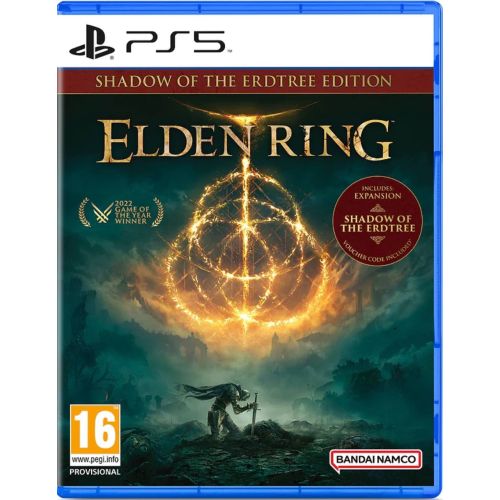 PS5
SHADOW OF THE ERDTREE EDITION
ELDEN RING
2022
GAME OF
THE YEAR
WINNER
INCLUDES:
EXPANSION
SHADOW OF
THE ERDTREE
VOUCHER CODE INCLUDED*
16
www.pegi.info
PROVISIONAL
BANDAI NAMCO